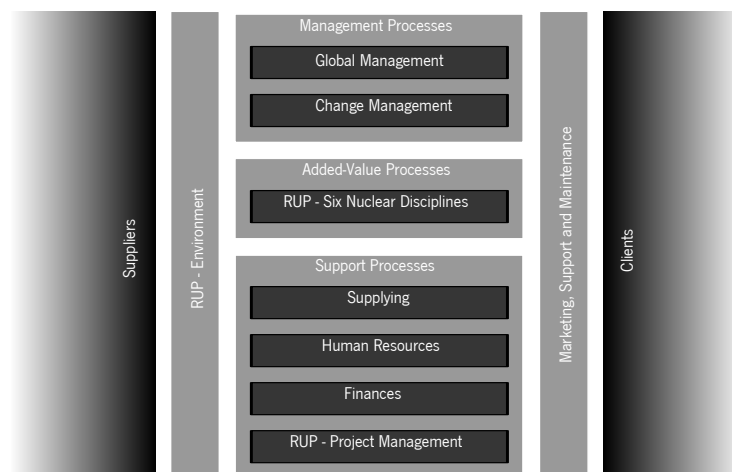 Suppliers
RUP - Environment
Management Processes
Global Management
Change Management
Added-Value Processes
RUP - Six Nuclear Disciplines
Support Processes
Supplying
Human Resources
Finances
RUP - Project Management
Marketing, Support and Maintenance
Clients